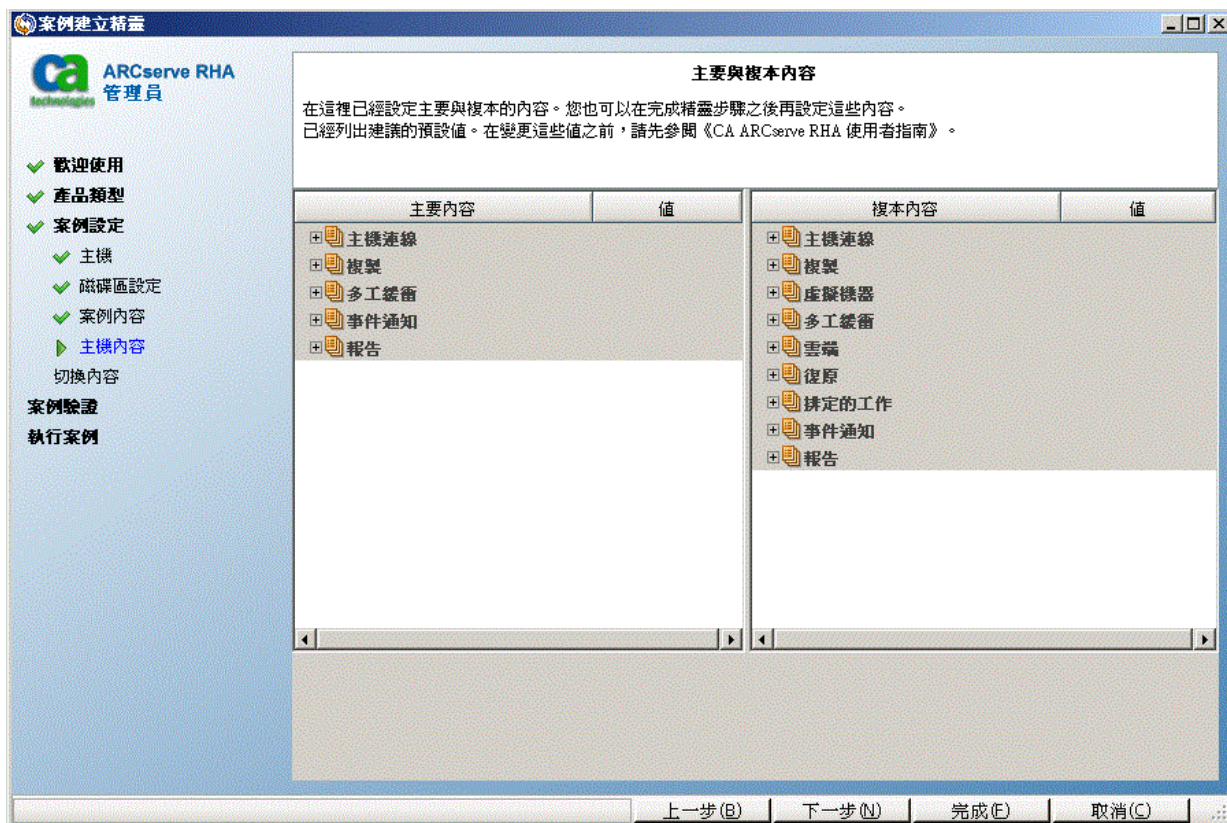 案例建立精靈
ca
technologies
ARCserve RHA
管理員
歡迎使用
產品類型
案例設定
主機
磁碟區設定
案例內容
主機內容
切換內容
案例驗證
執行案例
主要與複本內容
在這裡已經設定主要與複本的內容。您也可以在完成精靈步驟之後再設定這些內容。
已經列出建議的預設值。在變更這些值之前，請先參閱《CA ARCserve RHA 使用者指南》。
主要內容 值
主機連線
複製
多工緩衝
事件通知
報告
複本內容 值
主機連線
複製
虛擬機器
多工緩衝
雲端
復原
排定的工作
事件通知
報告
上一步(B) 下一步(N) 完成(F) 取消(C)